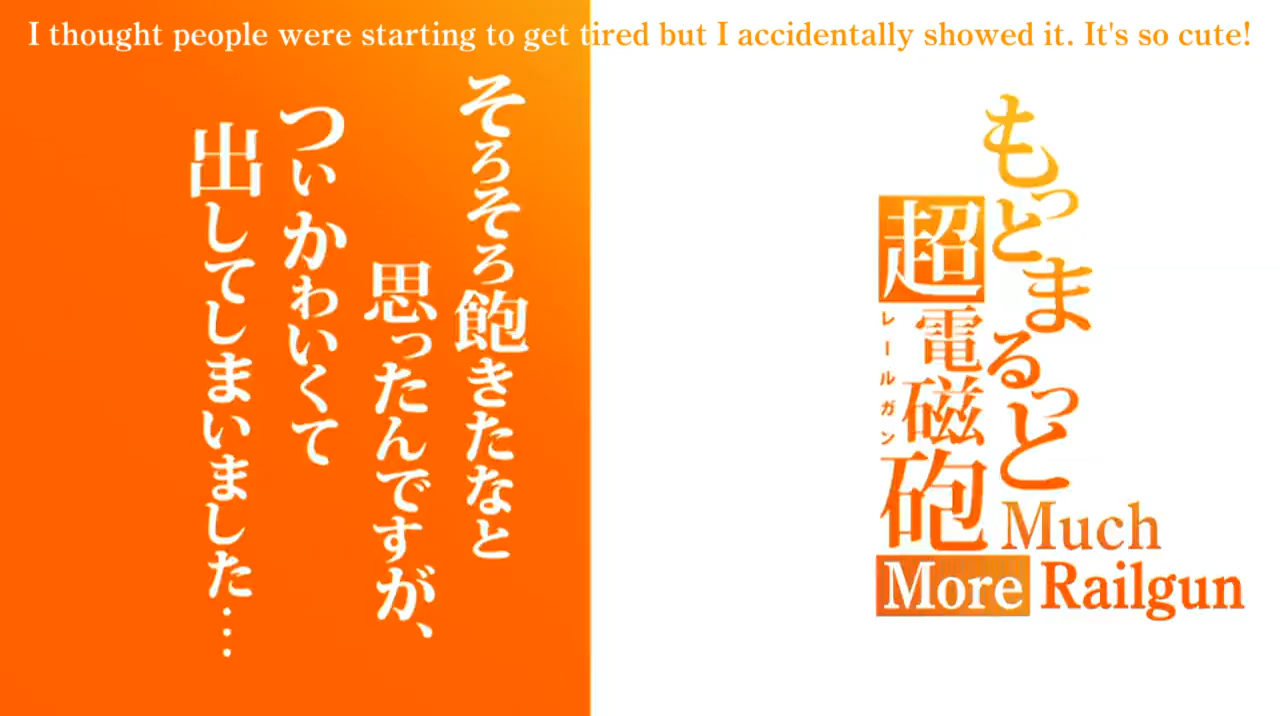 I thought people were starting to get tired but I accidentally showed it. It's so cute!
そろそろ飽きたなと
思ったんですが、
ついかわいくて
出してしまいました…
もっとまるっと
超電磁砲
レールガン
Much
More Railgun